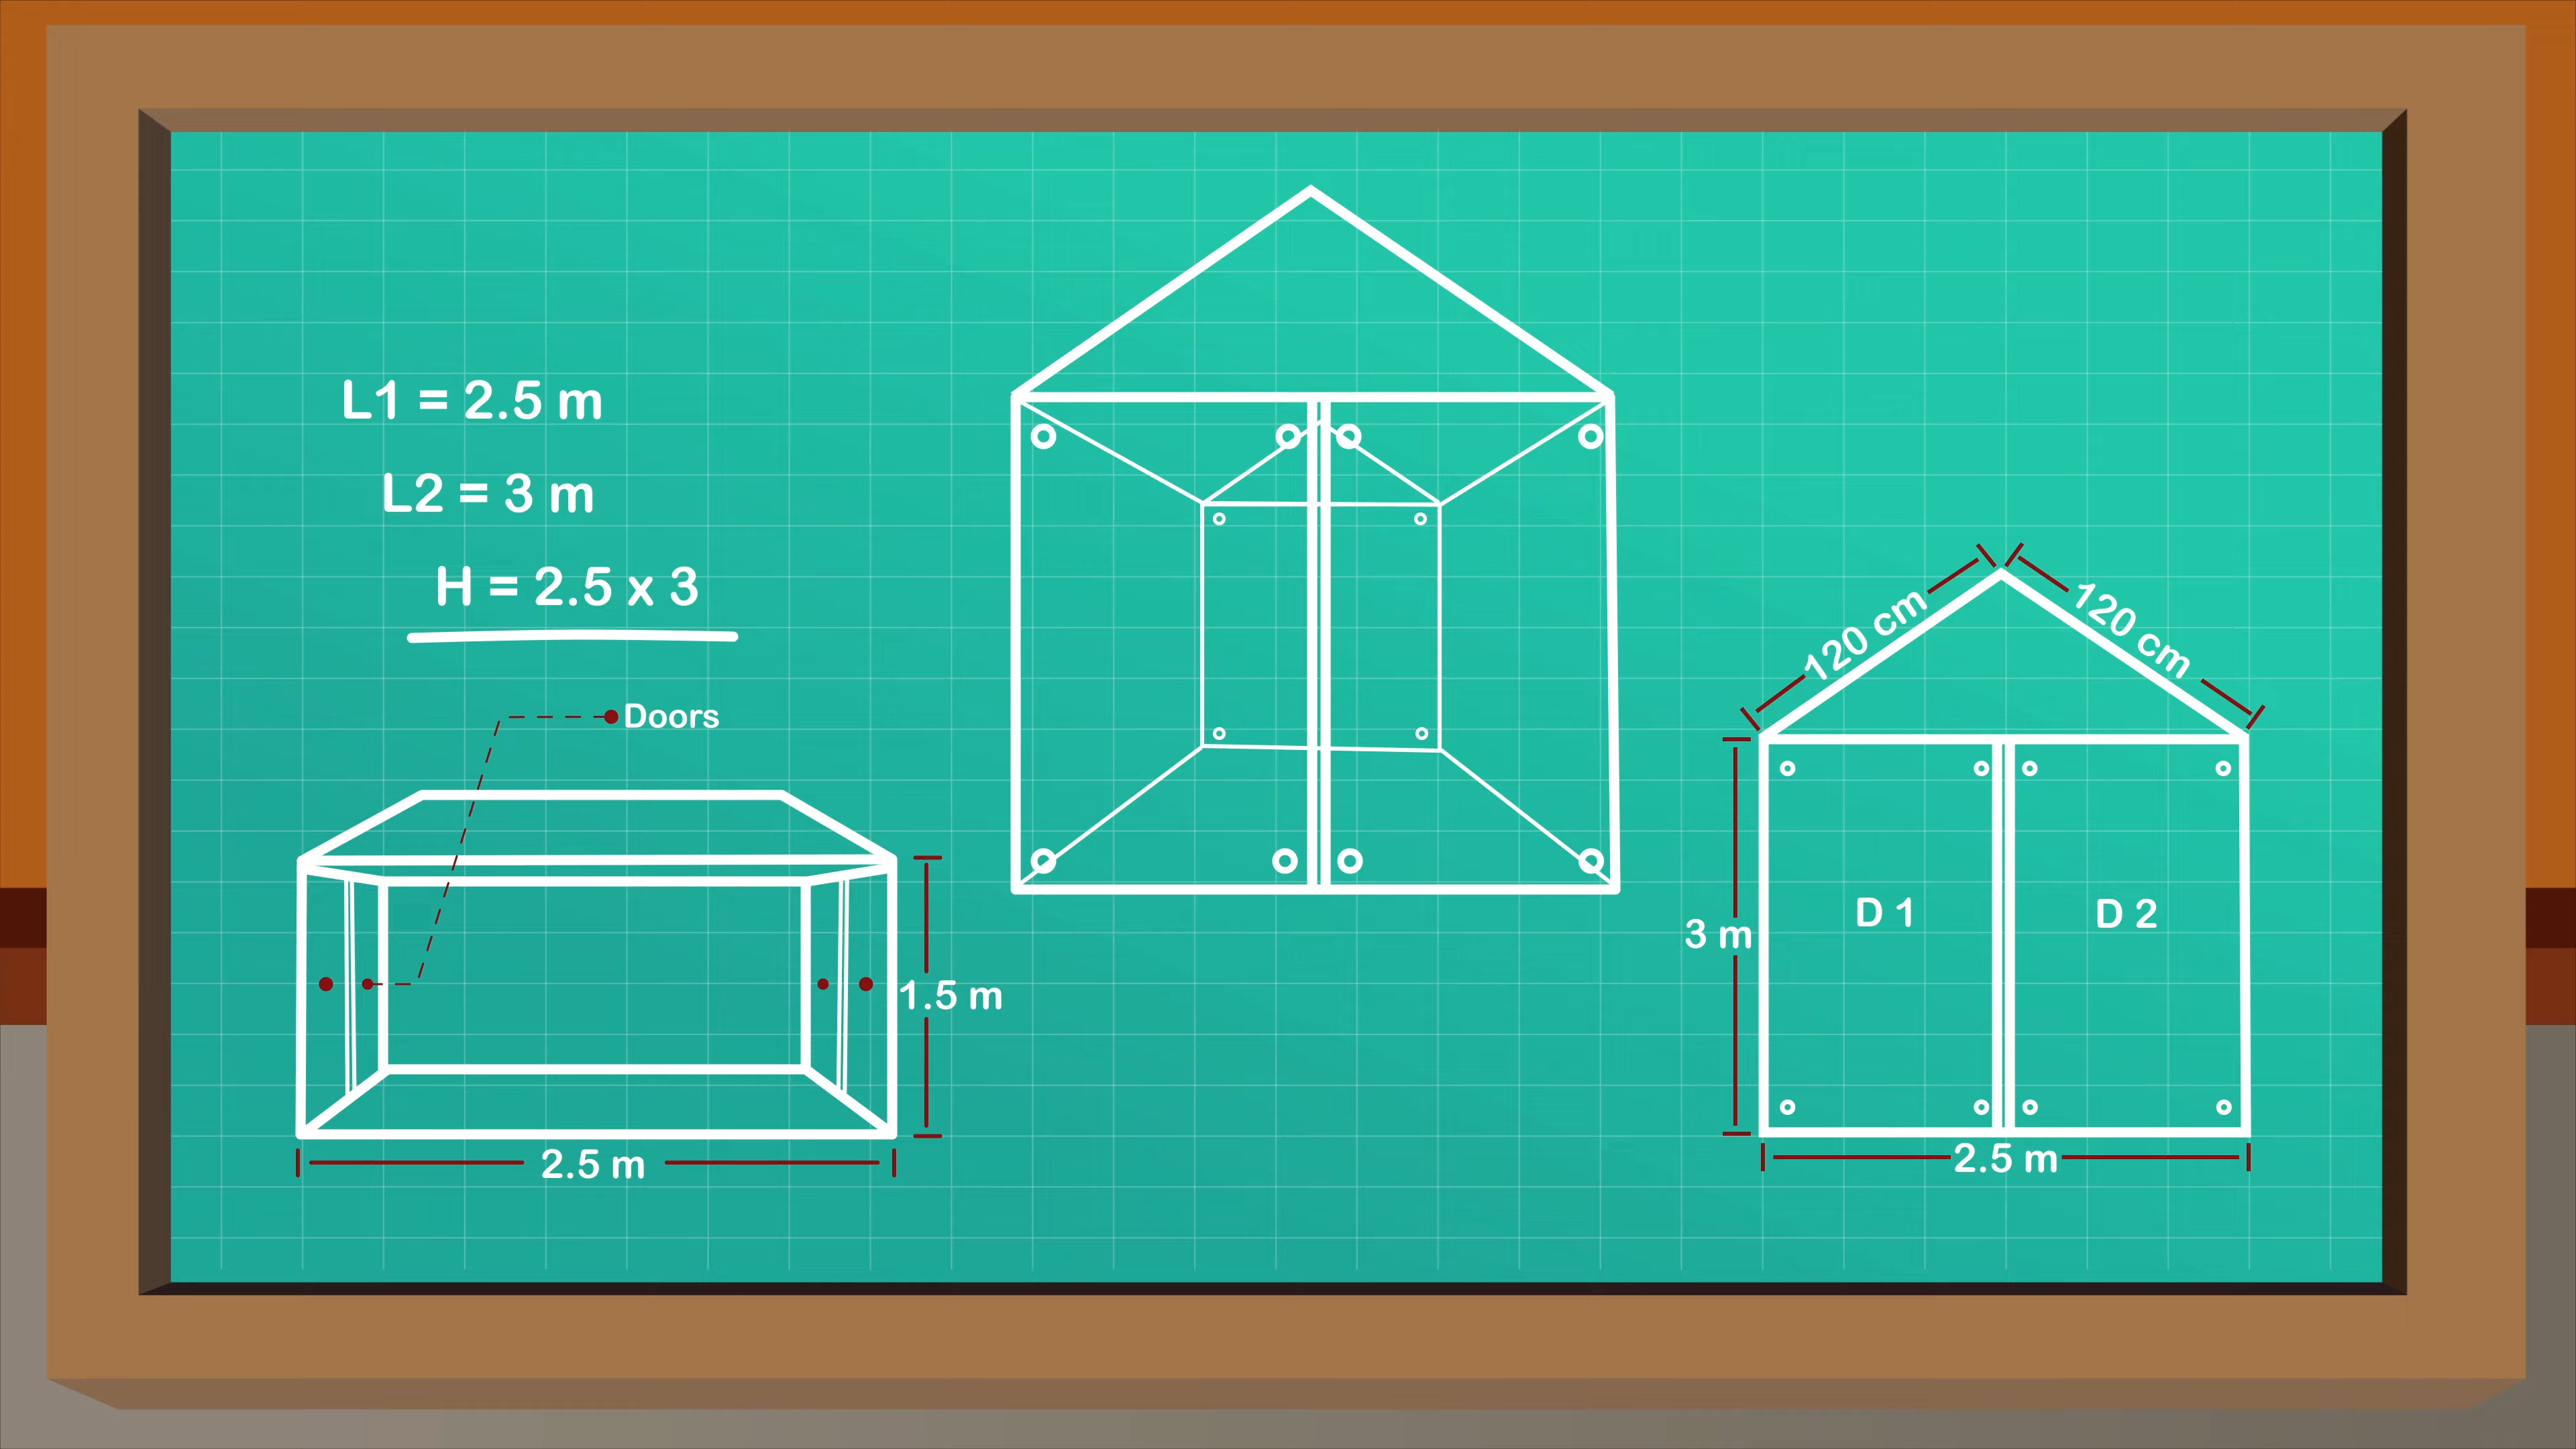 L1 = 2.5 m
L2 = 3 m
H = 2.5 x 3
Doors
1.5 m
2.5 m
120 cm
120 cm
3 m
D 1
D 2
2.5 m